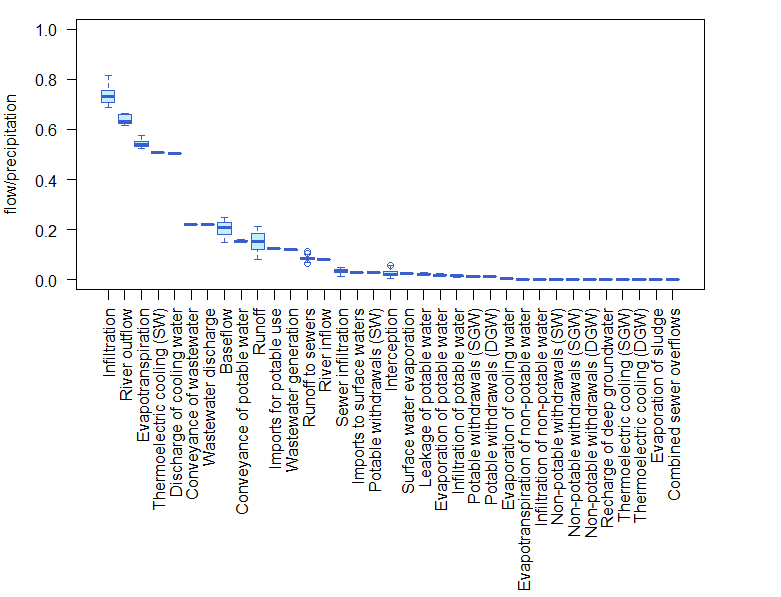 flow/precipitation
1.0
0.8
0.6
0.4
0.2
0.0
Infiltration
River outflow
Evapotranspiration
Thermoelectric cooling (SW)
Discharge of cooling water
Conveyance of wastewater
Wastewater discharge
Baseflow
Conveyance of potable water
Runoff
Imports for potable use
Wastewater generation
Runoff to sewers
River inflow
Sewer infiltration
Imports to surface waters
Potable withdrawals (SW)
Interception
Surface water evaporation
Leakage of potable water
Evaporation of potable water
Infiltration of potable water
Potable withdrawals (SGW)
Potable withdrawals (DGW)
Evaporation of cooling water
Evapotranspiration of non-potable water
Infiltration of non-potable water
Non-potable withdrawals (SW)
Non-potable withdrawals (SGW)
Non-potable withdrawals (DGW)
Recharge of deep groundwater
Thermoelectric cooling (SGW)
Thermoelectric cooling (DGW)
Evaporation of sludge
Combined sewer overflows